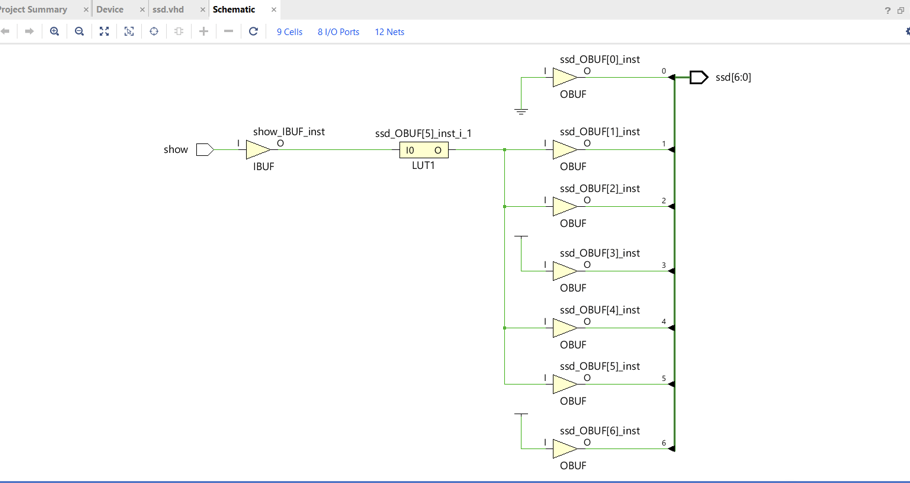 Project Summary × Device × ssd.vhd × Schematic × ?
9 Cells 8 I/O Ports 12 Nets
ssd_OBUF[0]_inst
I O 0 ssd[6:0]
OBUF
show_IBUF_inst ssd_OBUF[5]_inst_i_1 ssd_OBUF[1]_inst
show I O I0 O I O 1
IBUF LUT1 OBUF
ssd_OBUF[2]_inst
I O 2
OBUF
ssd_OBUF[3]_inst
I O 3
OBUF
ssd_OBUF[4]_inst
I O 4
OBUF
ssd_OBUF[5]_inst
I O 5
OBUF
ssd_OBUF[6]_inst
I O 6
OBUF